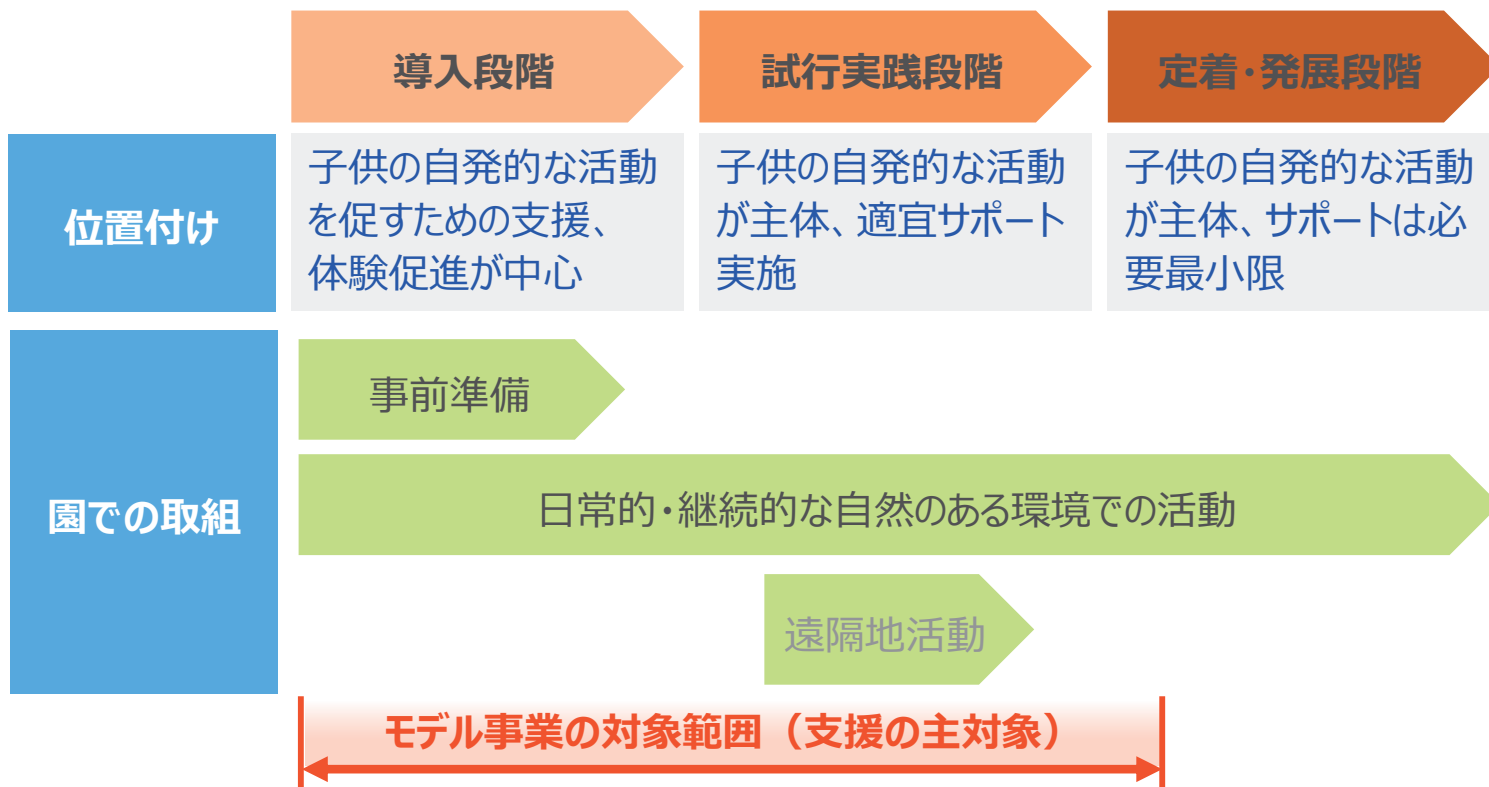 導入段階
試行実践段階
定着・発展段階
位置付け
子供の自発的な活動
を促すための支援、
体験促進が中心
子供の自発的な活動
が主体、適宜サポート
実施
子供の自発的な活動
が主体、サポートは必
要最小限
園での取組
事前準備
日常的・継続的な自然のある環境での活動
遠隔地活動
モデル事業の対象範囲（支援の主対象）